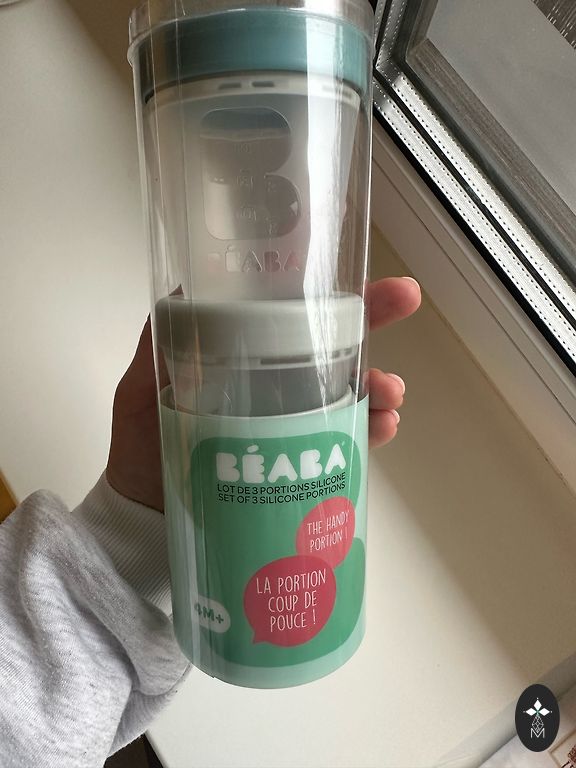 BÉABA
BÉABA
LOT DE 3 PORTIONS SILICONE
SET OF 3 SILICONE PORTIONS
THE HANDY
PORTION !
LA PORTION
COUP DE
POUCE !
4M+
M